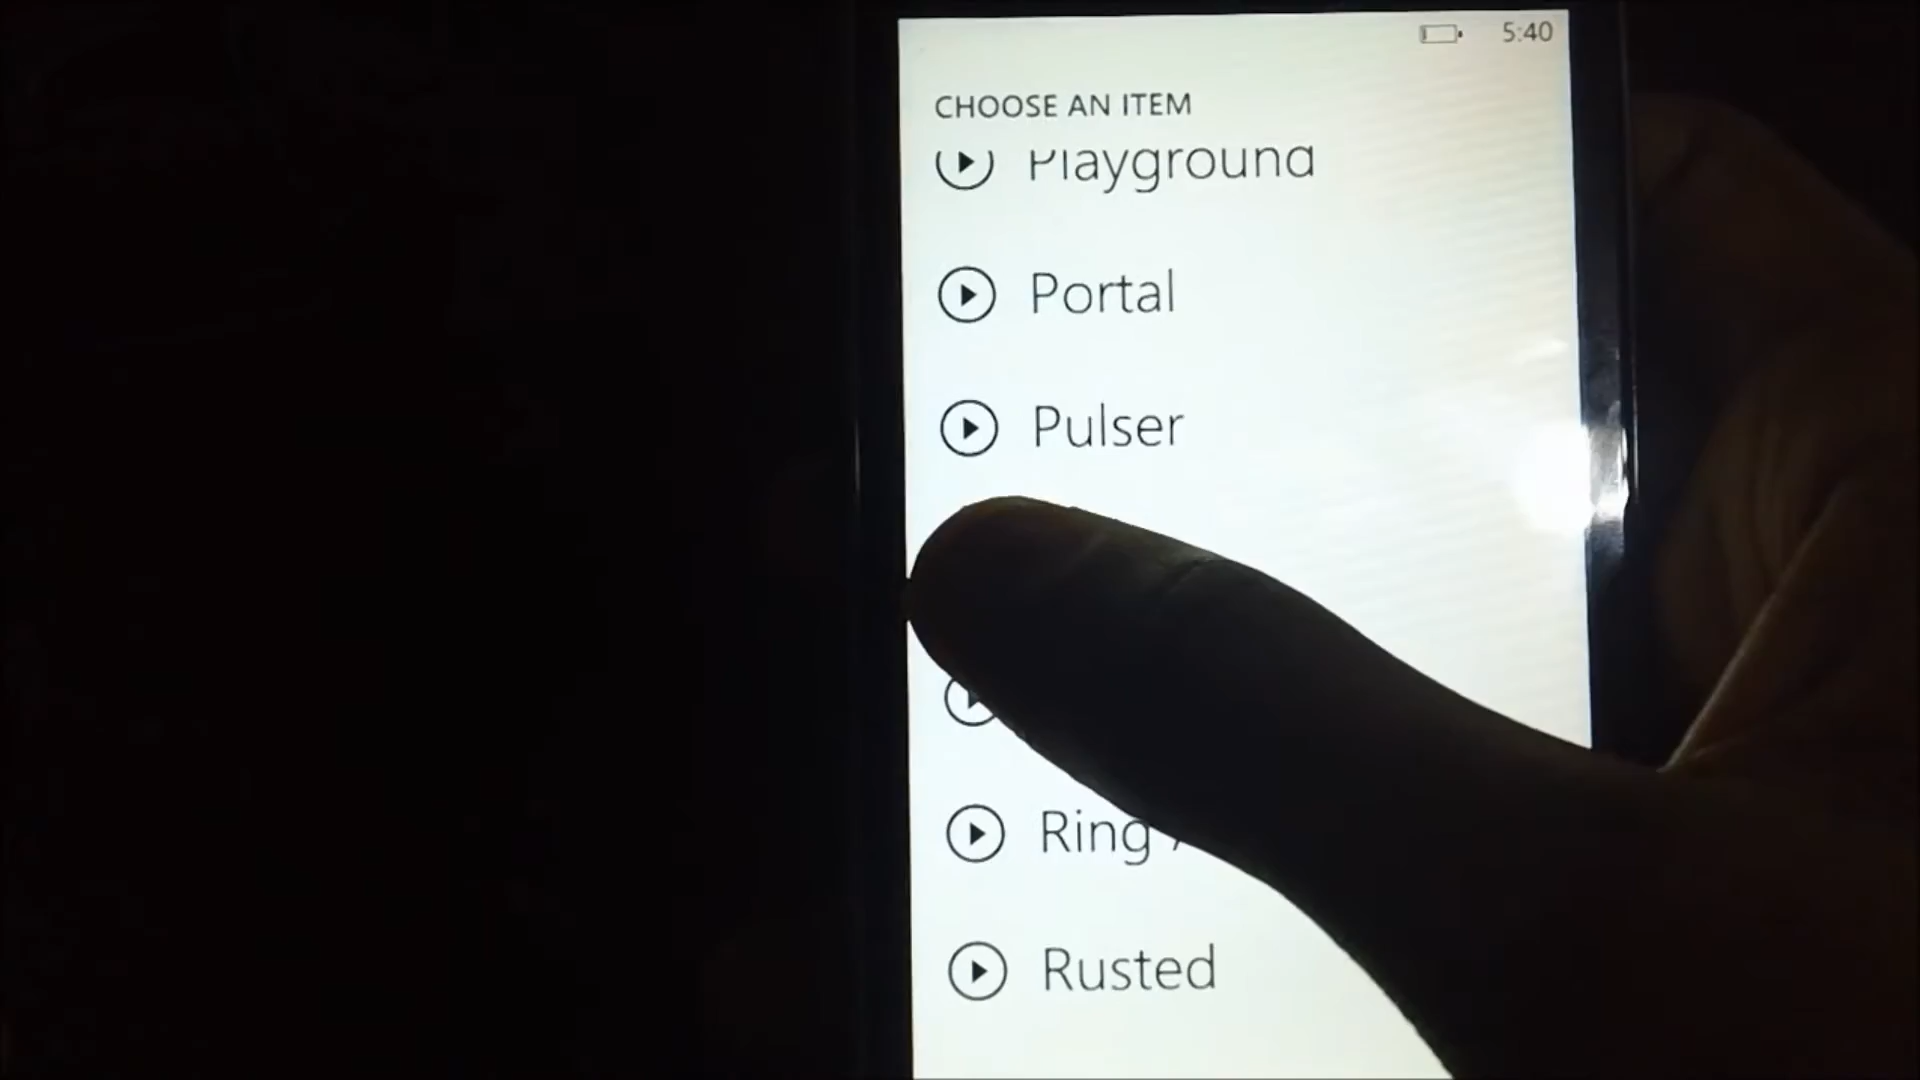 5:40
CHOOSE AN ITEM
Playground
Portal
Pulser
Ring
Rusted